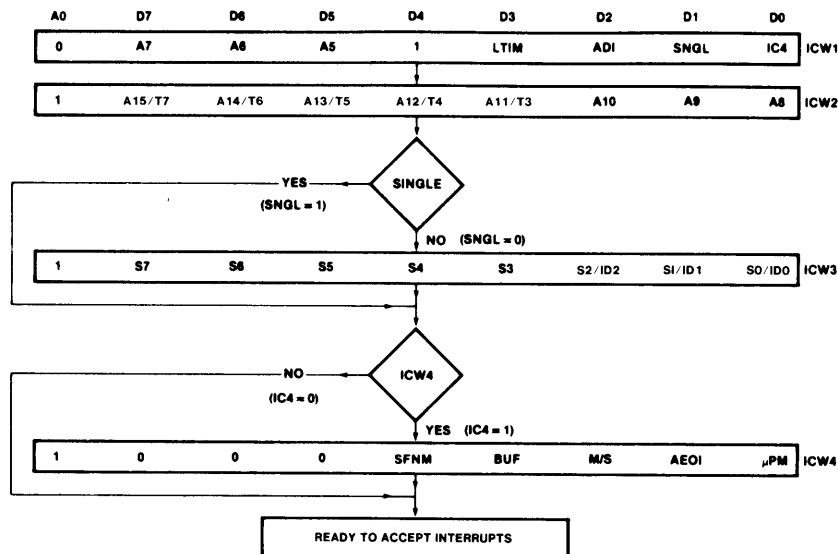 A0 D7 D6 D5 D4 D3 D2 D1 D0
0 A7 A6 A5 1 LTIM ADI SNGL IC4 ICW1
1 A15/T7 A14/T6 A13/T5 A12/T4 A11/T3 A10 A9 A8 ICW2
YES SINGLE
(SNGL = 1)
NO (SNGL = 0)
1 S7 S6 S5 S4 S3 S2/ID2 S1/ID1 S0/ID0 ICW3
NO ICW4
(IC4 = 0)
YES (IC4 = 1)
1 0 0 0 SFNM BUF M/S AEOI μPM ICW4
READY TO ACCEPT INTERRUPTS